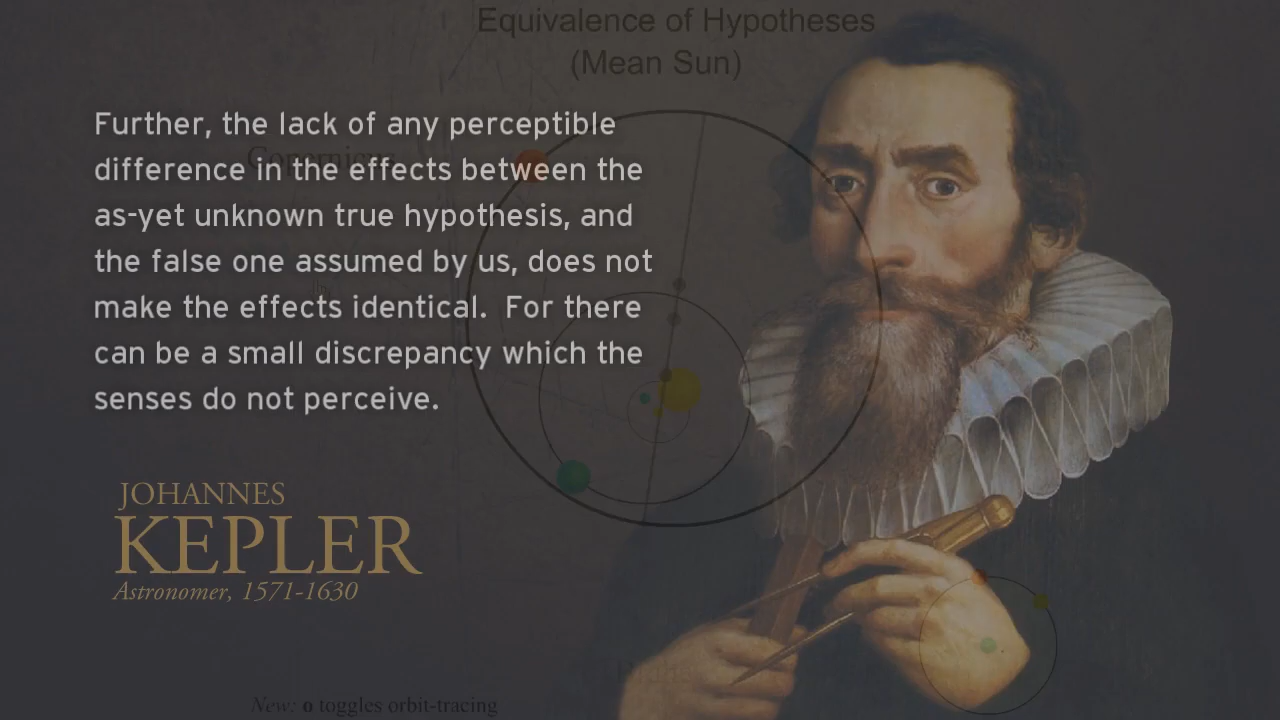 Equivalence of Hypotheses
(Mean Sun)
Further, the lack of any perceptible
Copernicus
difference in the effects between the
as-yet unknown true hypothesis, and
the false one assumed by us, does not
make the effects identical.  For there
can be a small discrepancy which the
senses do not perceive.
JOHANNES
KEPLER
Astronomer, 1571-1630
New: o toggles orbit-tracing